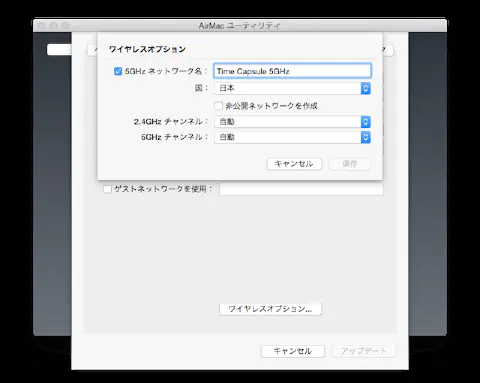 AirMac ユーティリティ
ワイヤレスオプション
5GHz ネットワーク名：
Time Capsule 5GHz
国：
日本
非公開ネットワークを作成
2.4GHz チャンネル：
自動
5GHz チャンネル：
自動
キャンセル
保存
ゲストネットワークを使用：
ワイヤレスオプション...
キャンセル
アップデート